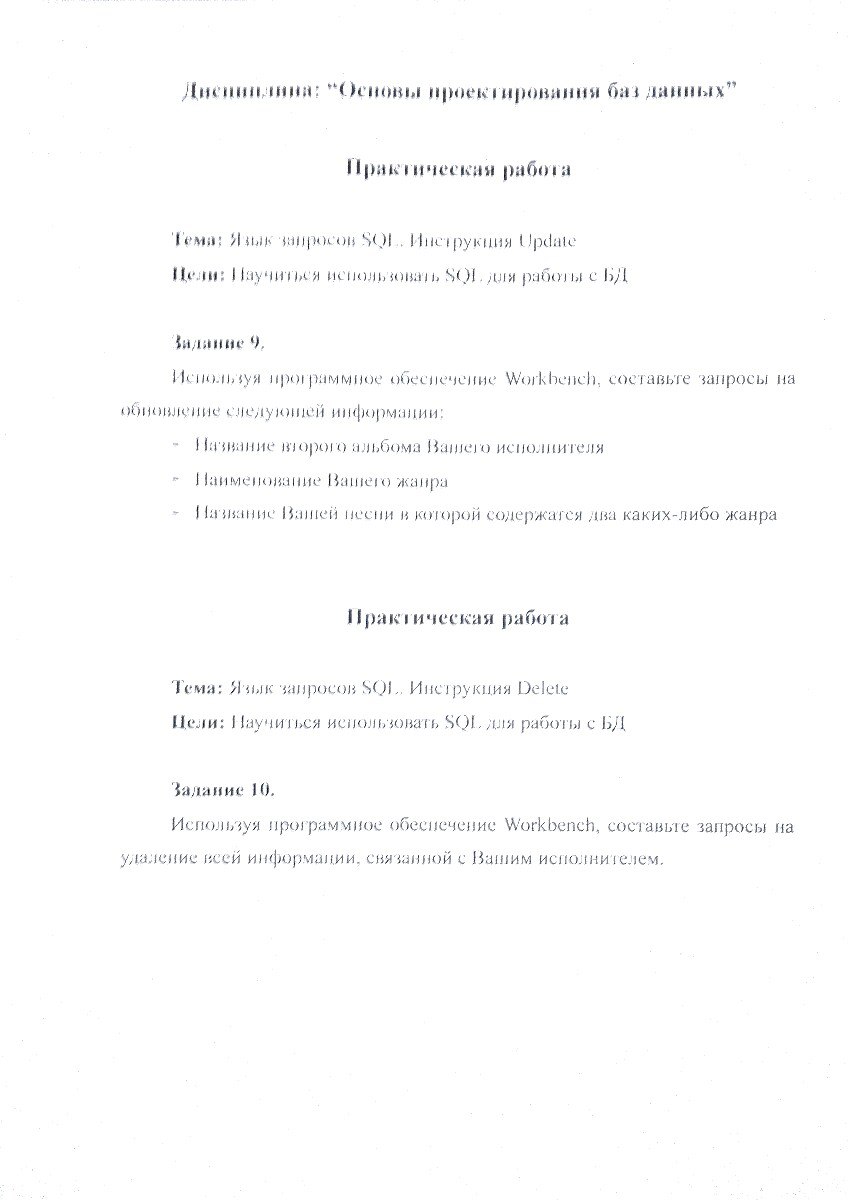 Дисциплина: “Основы проектирования баз данных”
Практическая работа
Тема: Язык запросов SQL. Инструкция Update
Цели: Научиться использовать SQL для работы с БД
Задание 9.
Используя программное обеспечение Workbench, составьте запросы на
обновление следующей информации:
- Название второго альбома Вашего исполнителя
- Наименование Вашего жанра
- Название Вашей песни в которой содержатся два каких-либо жанра
Практическая работа
Тема: Язык запросов SQL. Инструкция Delete
Цели: Научиться использовать SQL для работы с БД
Задание 10.
Используя программное обеспечение Workbench, составьте запросы на
удаление всей информации, связанной с Вашим исполнителем.